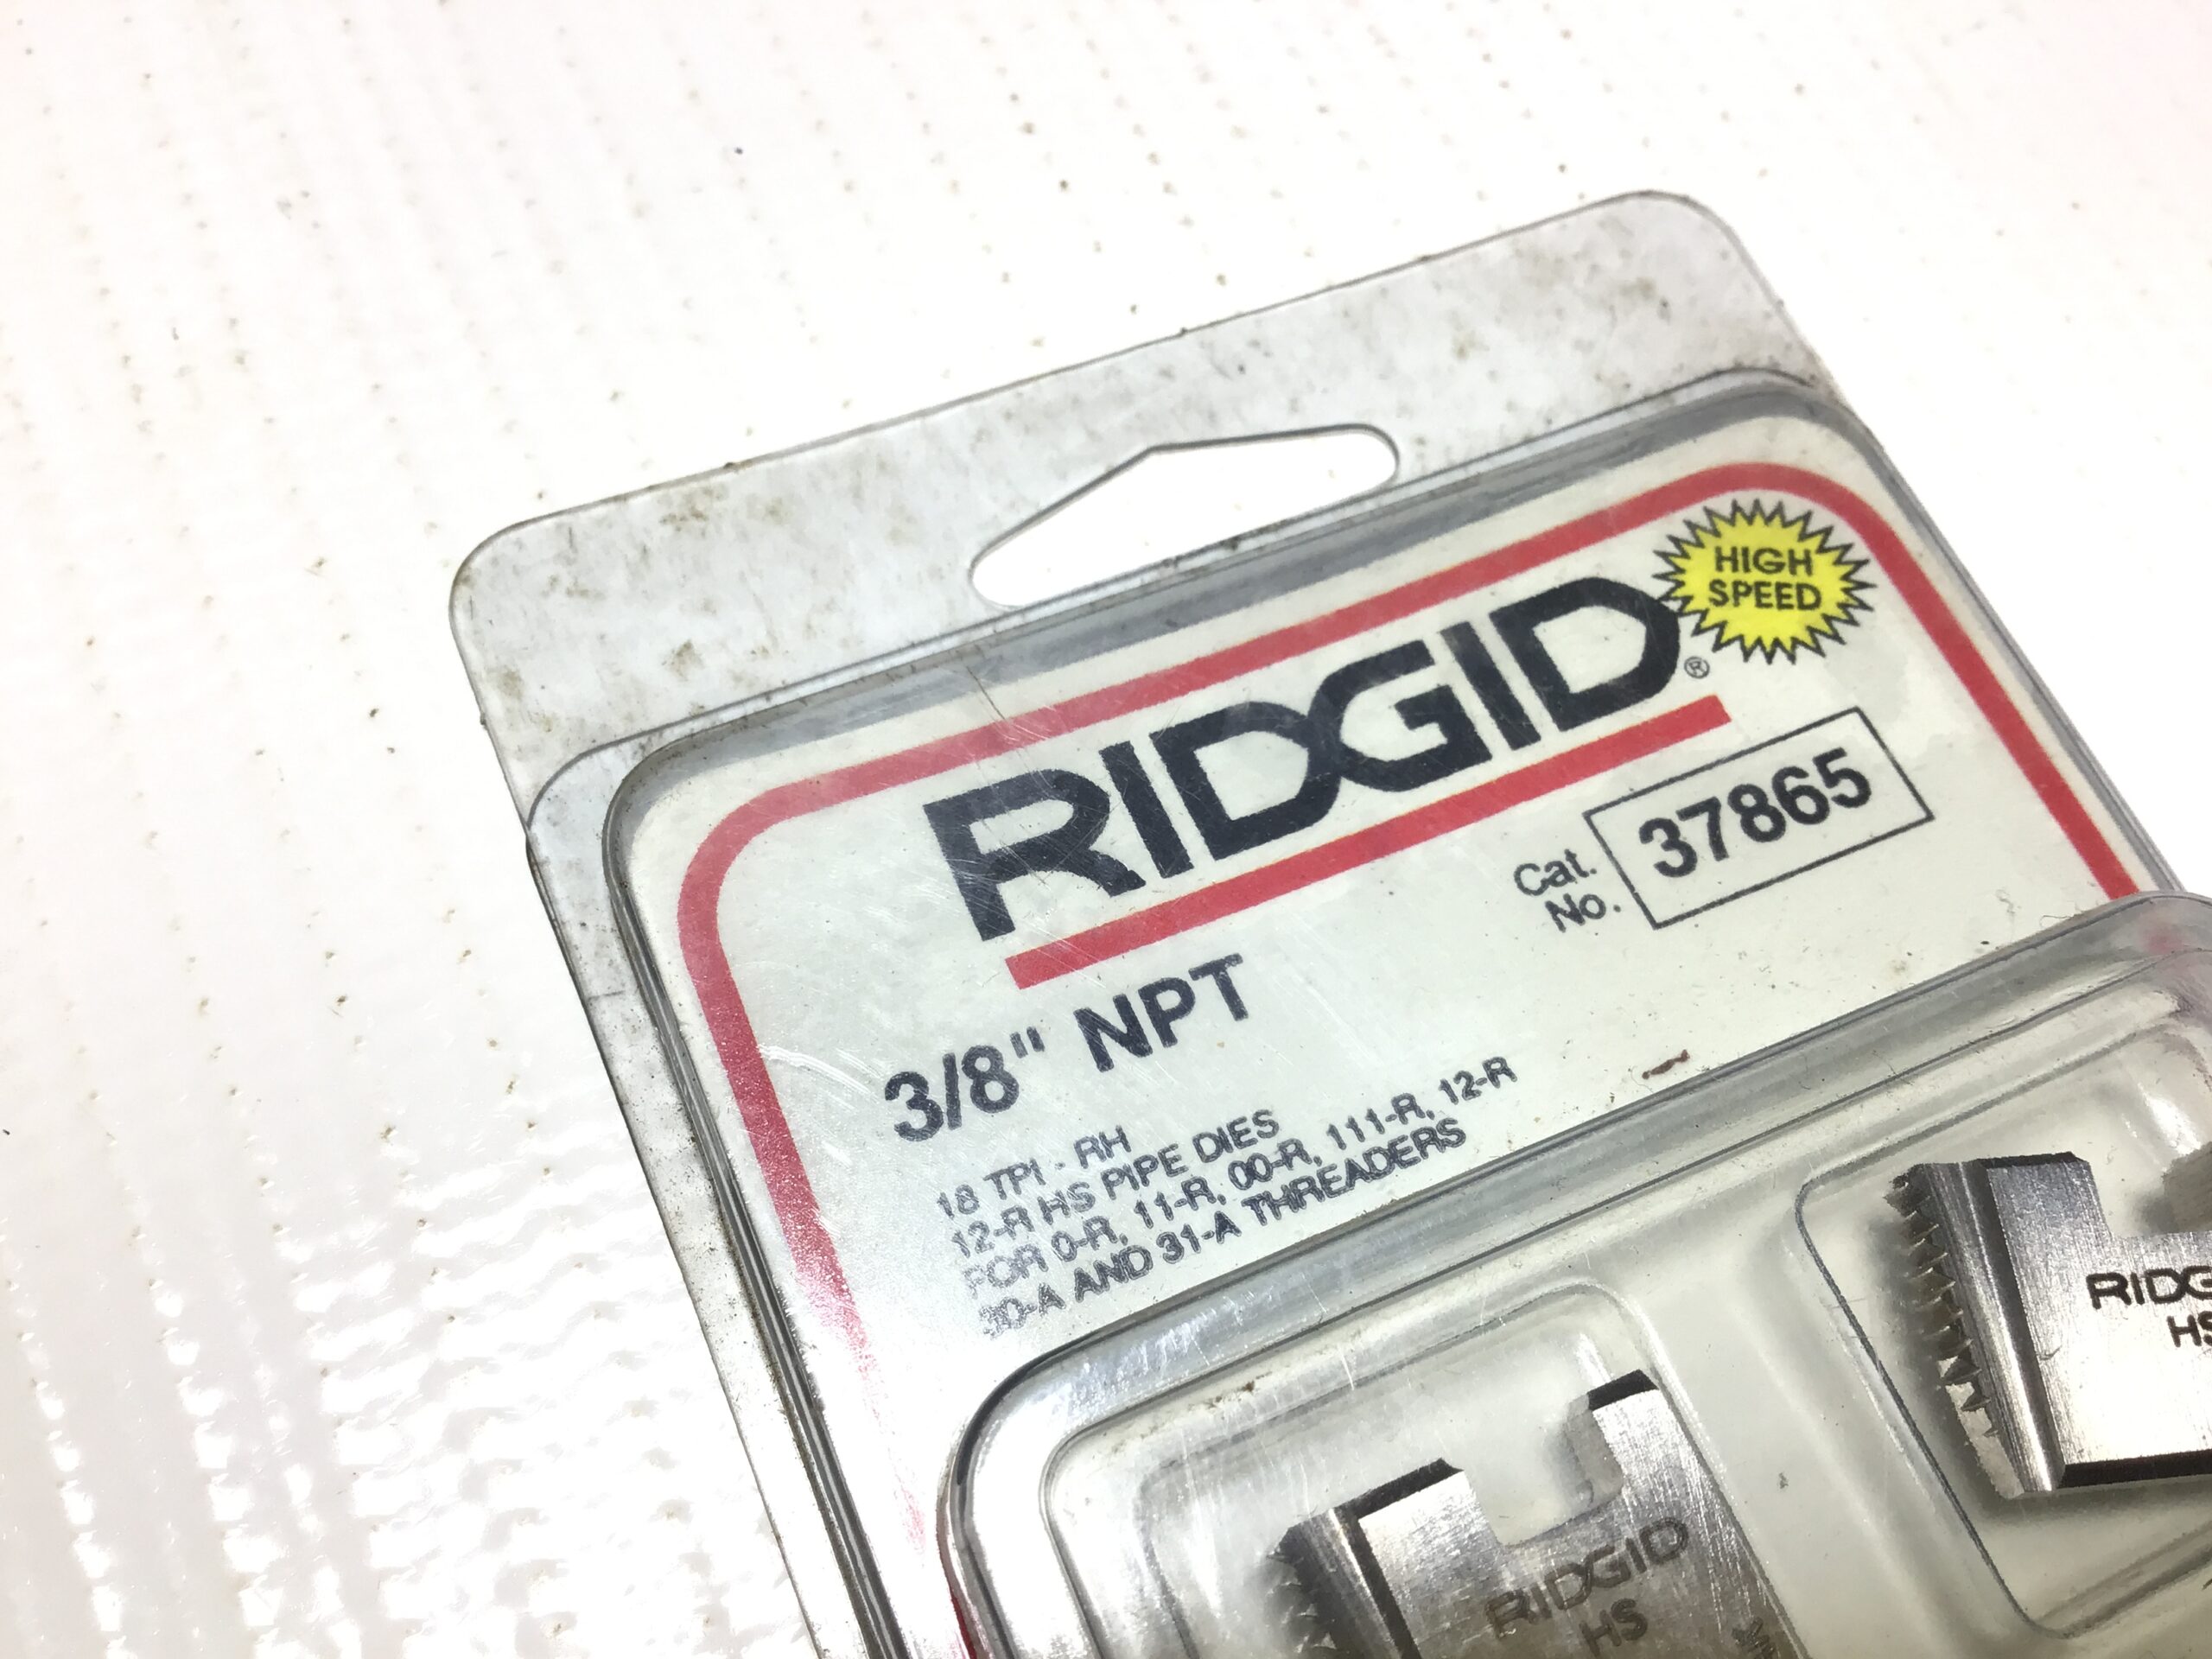 HIGH
SPEED
RIDGID®
Cat.
No.
37865
3/8" NPT
18 TPI - RH
12-R HS PIPE DIES
FOR 0-R, 11-R, 00-R, 111-R, 12-R
30-A AND 31-A THREADERS
RIDG
HS
RIDGID
HS